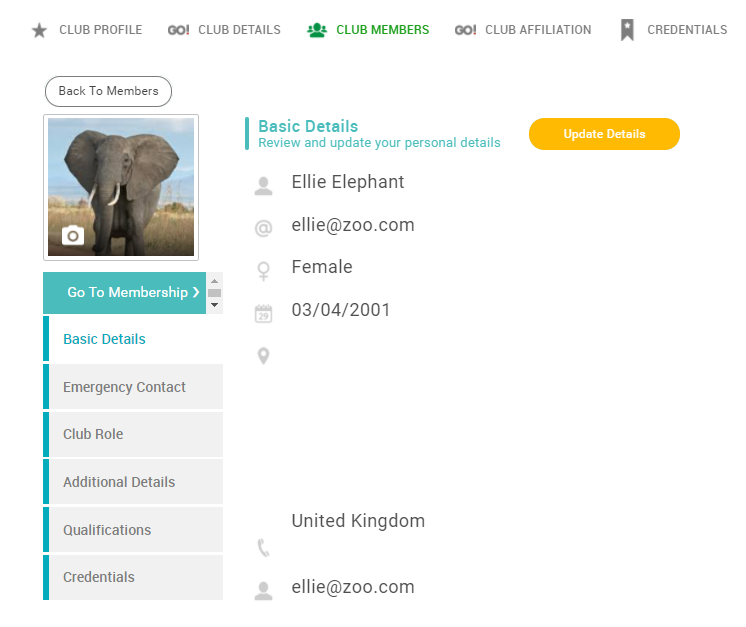 CLUB PROFILE GO! CLUB DETAILS CLUB MEMBERS GO! CLUB AFFILIATION CREDENTIALS
Back To Members
Basic Details
Review and update your personal details
Update Details
Ellie Elephant
ellie@zoo.com
Female
29 03/04/2001
United Kingdom
ellie@zoo.com
Go To Membership
Basic Details
Emergency Contact
Club Role
Additional Details
Qualifications
Credentials